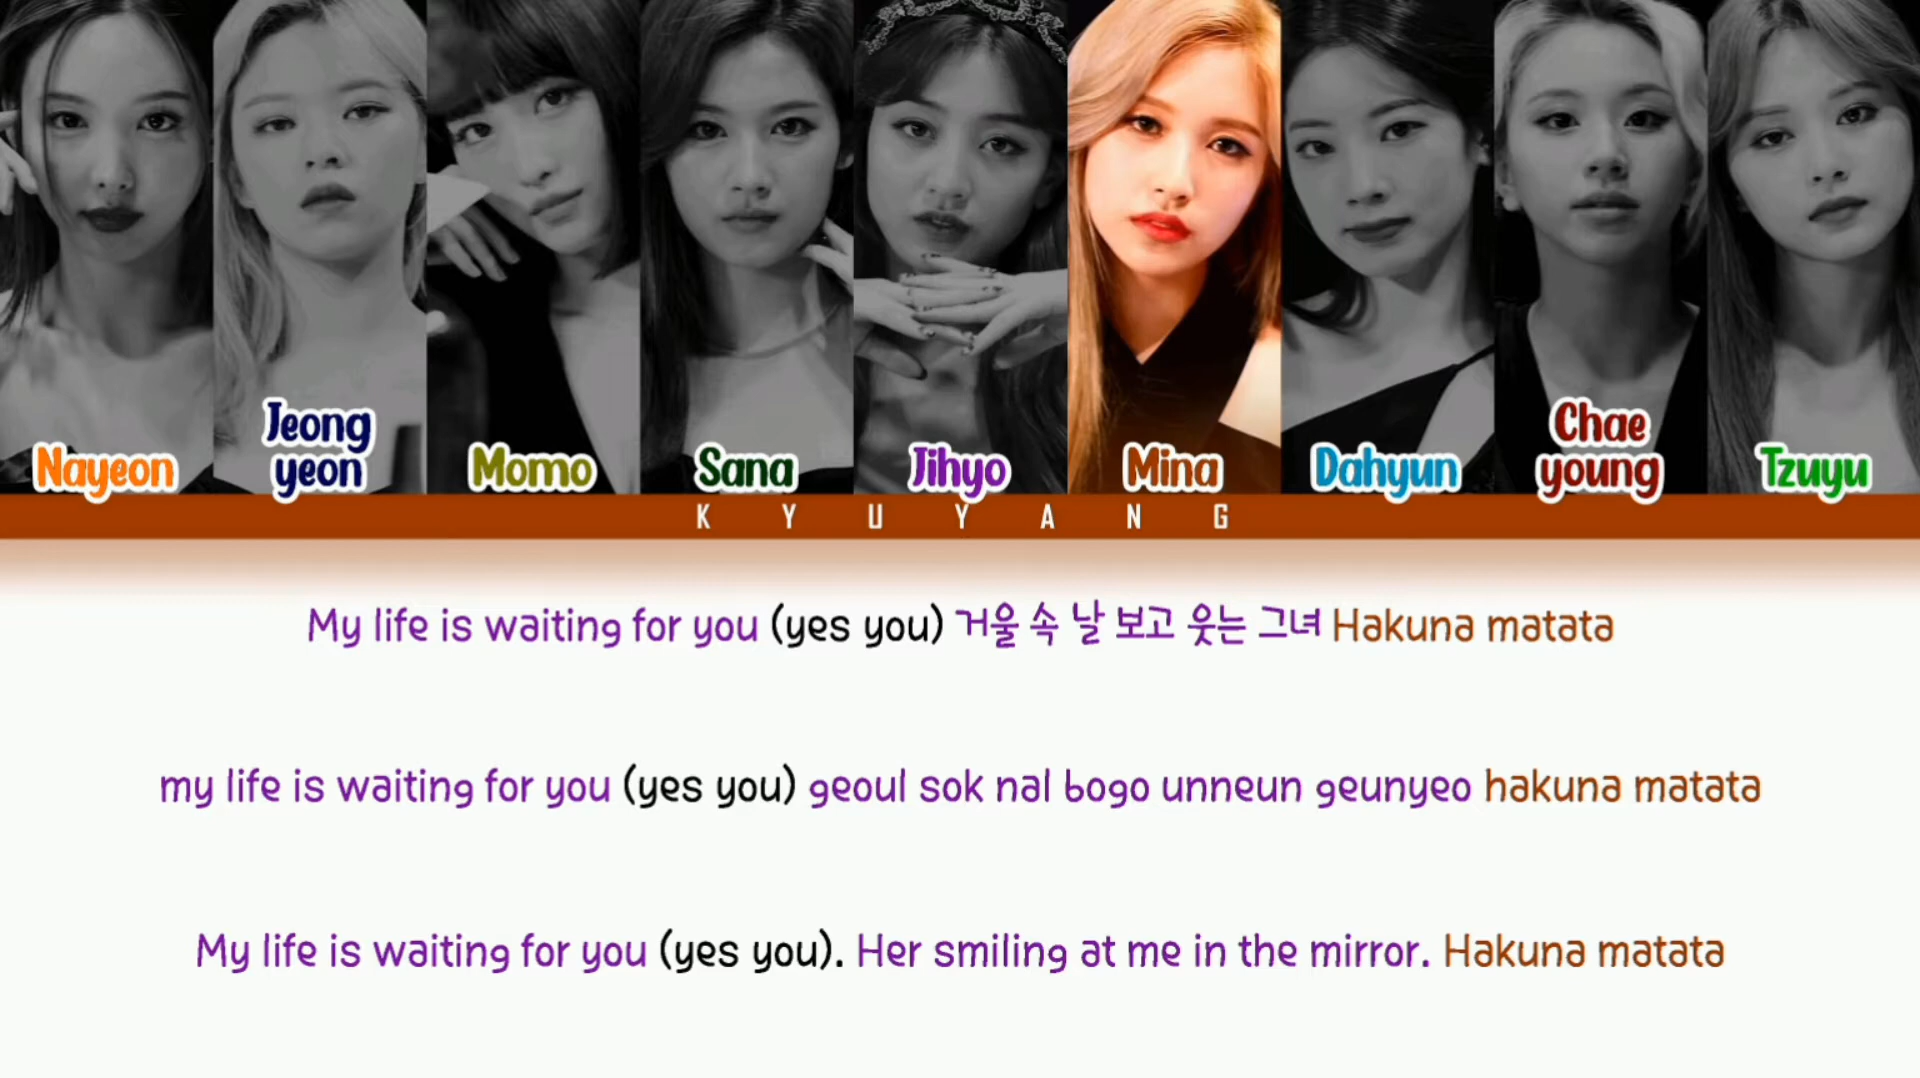 Nayeon
Jeong
yeon
Momo
Sana
Jihyo
Mina
Dahyun
Chae
young
Tzuyu
K Y U Y A N G
My life is waiting for you (yes you) 거울 속 날 보고 웃는 그녀 Hakuna matata
my life is waiting for you (yes you) geoul sok nal bogo unneun geunyeo hakuna matata
My life is waiting for you (yes you). Her smiling at me in the mirror. Hakuna matata